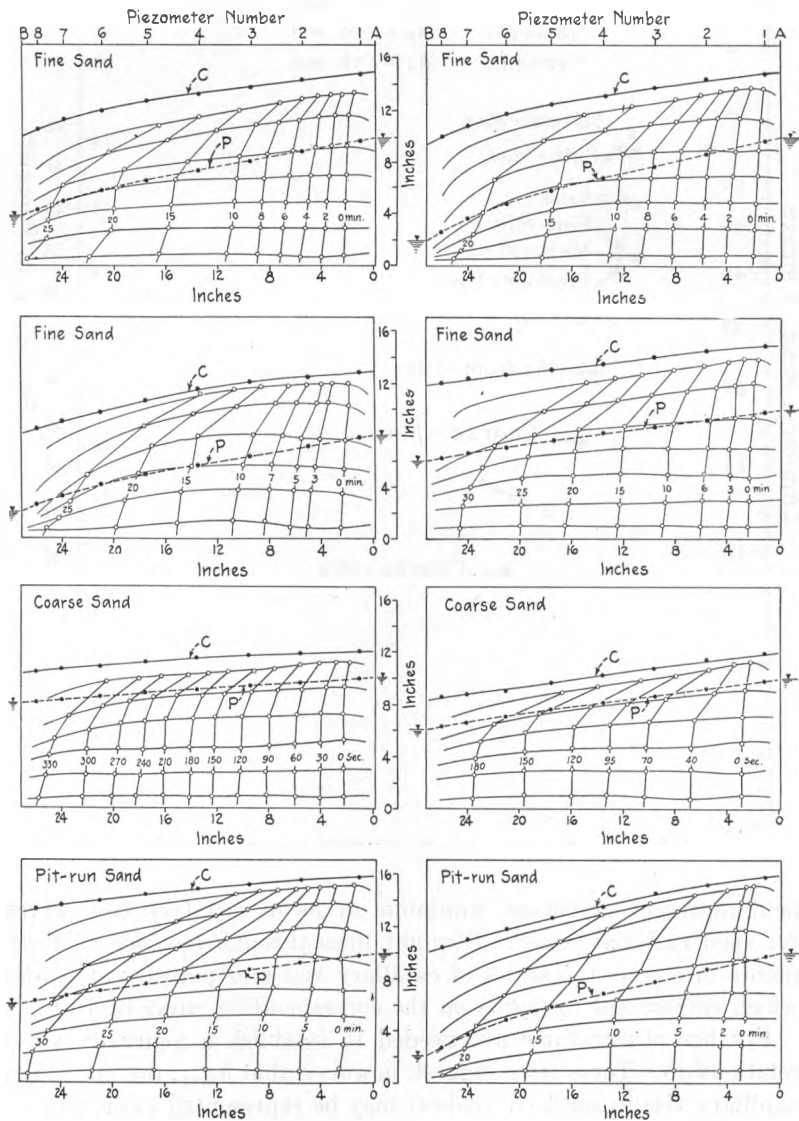 Piezometer Number
B 8 7 6 5 4 3 2 1 A
Fine Sand
C
P
25 20 15 10 8 6 4 2 0 min.
24 20 16 12 8 4 0
Inches
16
12
8
4
0
Inches
Piezometer Number
B 8 7 6 5 4 3 2 1 A
Fine Sand
C
P
20 15 10 8 6 4 2 0 min.
24 20 16 12 8 4 0
Inches
Fine Sand
C
P
25 20 15 10 7 5 3 0 min.
24 20 16 12 8 4 0
Inches
16
12
8
4
0
Inches
Fine Sand
C
P
30 25 20 15 10 6 3 0 min.
24 20 16 12 8 4 0
Inches
Coarse Sand
C
P
330 300 270 240 210 180 150 120 90 60 30 0 Sec.
24 20 16 12 8 4 0
Inches
16
12
8
4
0
Inches
Coarse Sand
C
P
180 150 120 95 70 40 0 Sec.
24 20 16 12 8 4 0
Inches
Pit-run Sand
C
P
30 25 20 15 10 5 0 min.
24 20 16 12 8 4 0
Inches
16
12
8
4
0
Inches
Pit-run Sand
C
P
20 15 10 5 2 0 min.
24 20 16 12 8 4 0
Inches